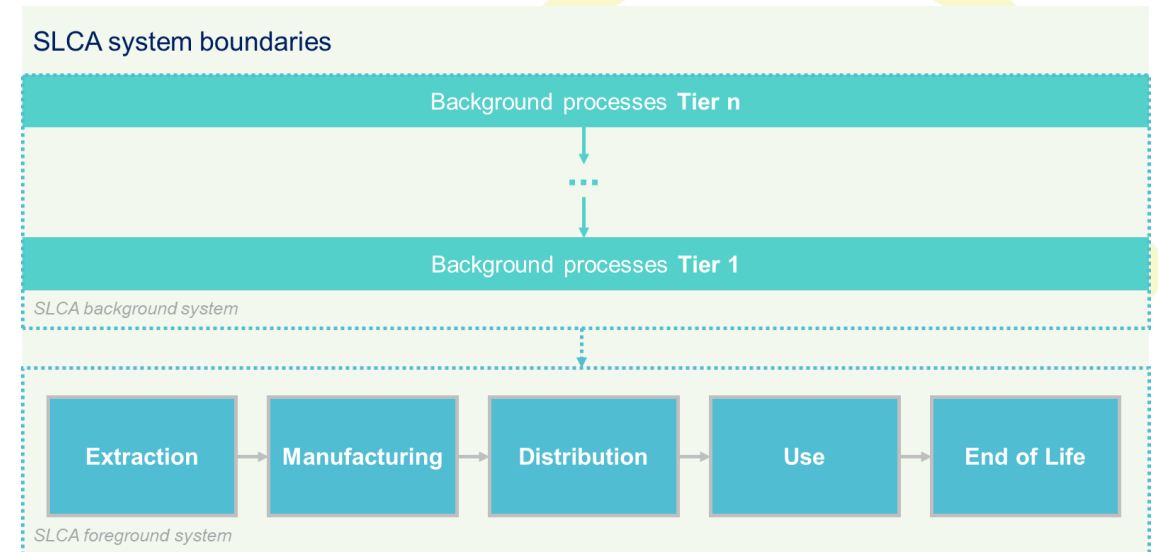 SLCA system boundaries
Background processes Tier n
...
Background processes Tier 1
SLCA background system
Extraction
Manufacturing
Distribution
Use
End of Life
SLCA foreground system